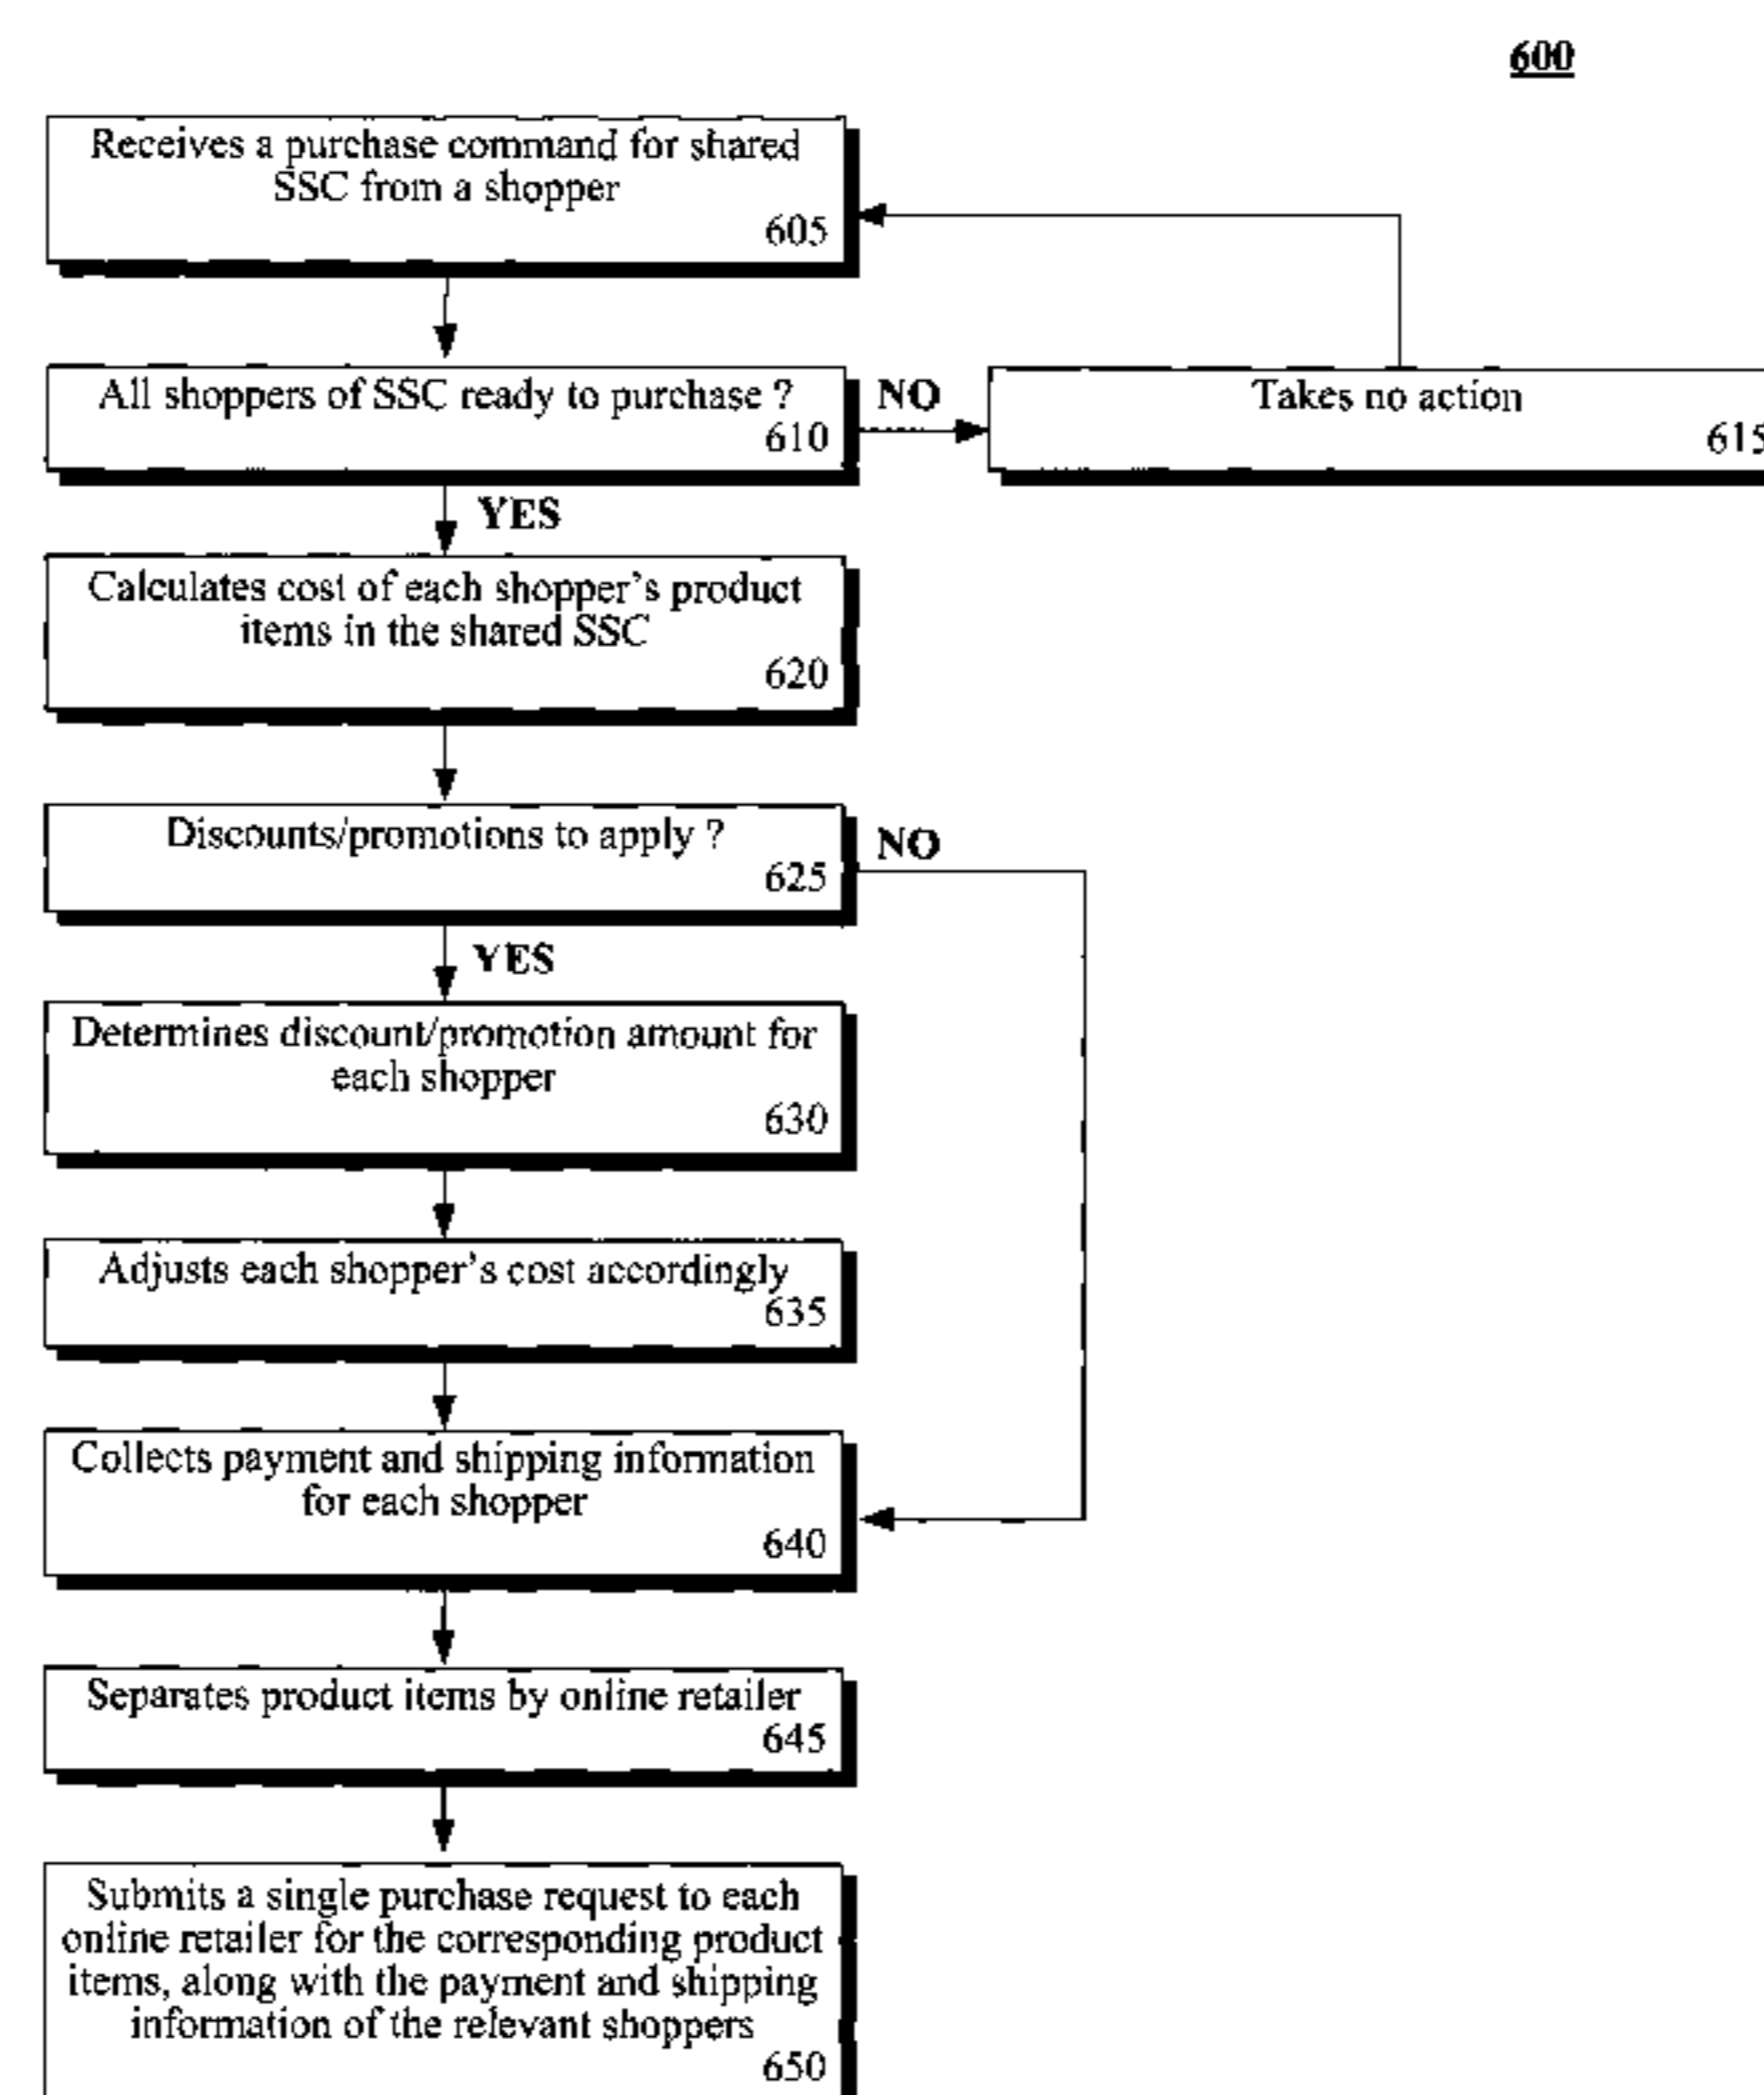 600
Receives a purchase command for shared
SSC from a shopper
605
All shoppers of SSC ready to purchase ?
610
NO
Takes no action
615
YES
Calculates cost of each shopper's product
items in the shared SSC
620
Discounts/promotions to apply ?
625
NO
YES
Determines discount/promotion amount for
each shopper
630
Adjusts each shopper's cost accordingly
635
Collects payment and shipping information
for each shopper
640
Separates product items by online retailer
645
Submits a single purchase request to each
online retailer for the corresponding product
items, along with the payment and shipping
information of the relevant shoppers
650